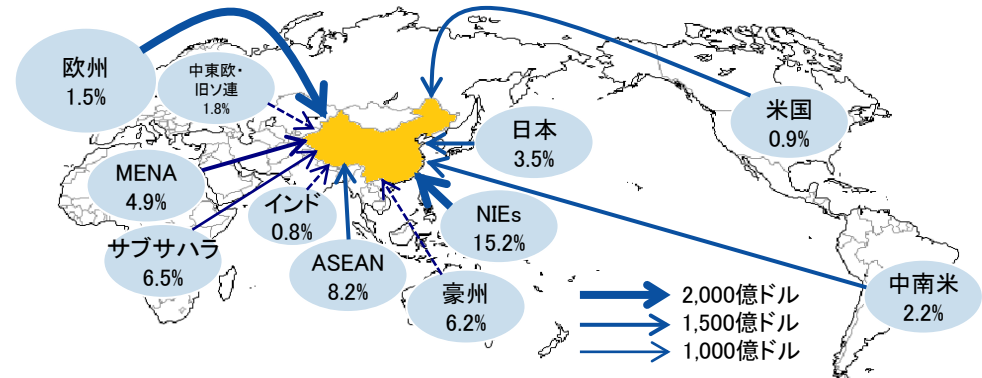 欧州
1.5%
中東欧・
旧ソ連
1.8%
米国
0.9%
日本
3.5%
MENA
4.9%
インド
0.8%
NIEs
15.2%
サブサハラ
6.5%
ASEAN
8.2%
豪州
6.2%
中南米
2.2%
2,000億ドル
1,500億ドル
1,000億ドル